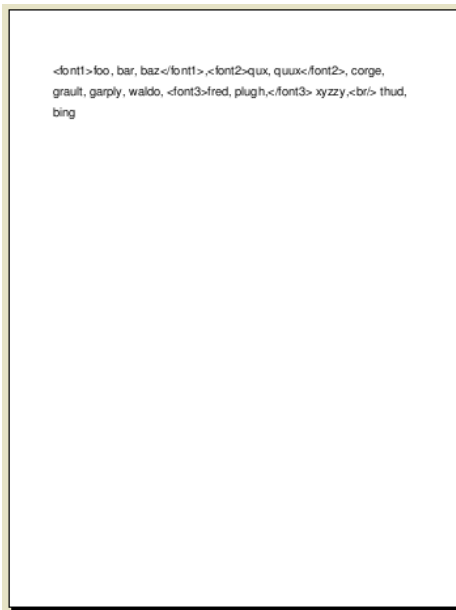 <font1>foo, bar, baz</font1>,<font2>qux, quux</font2>, corge,
grault, garply, waldo, <font3>fred, plugh,</font3> xyzzy,<br/> thud,
bing